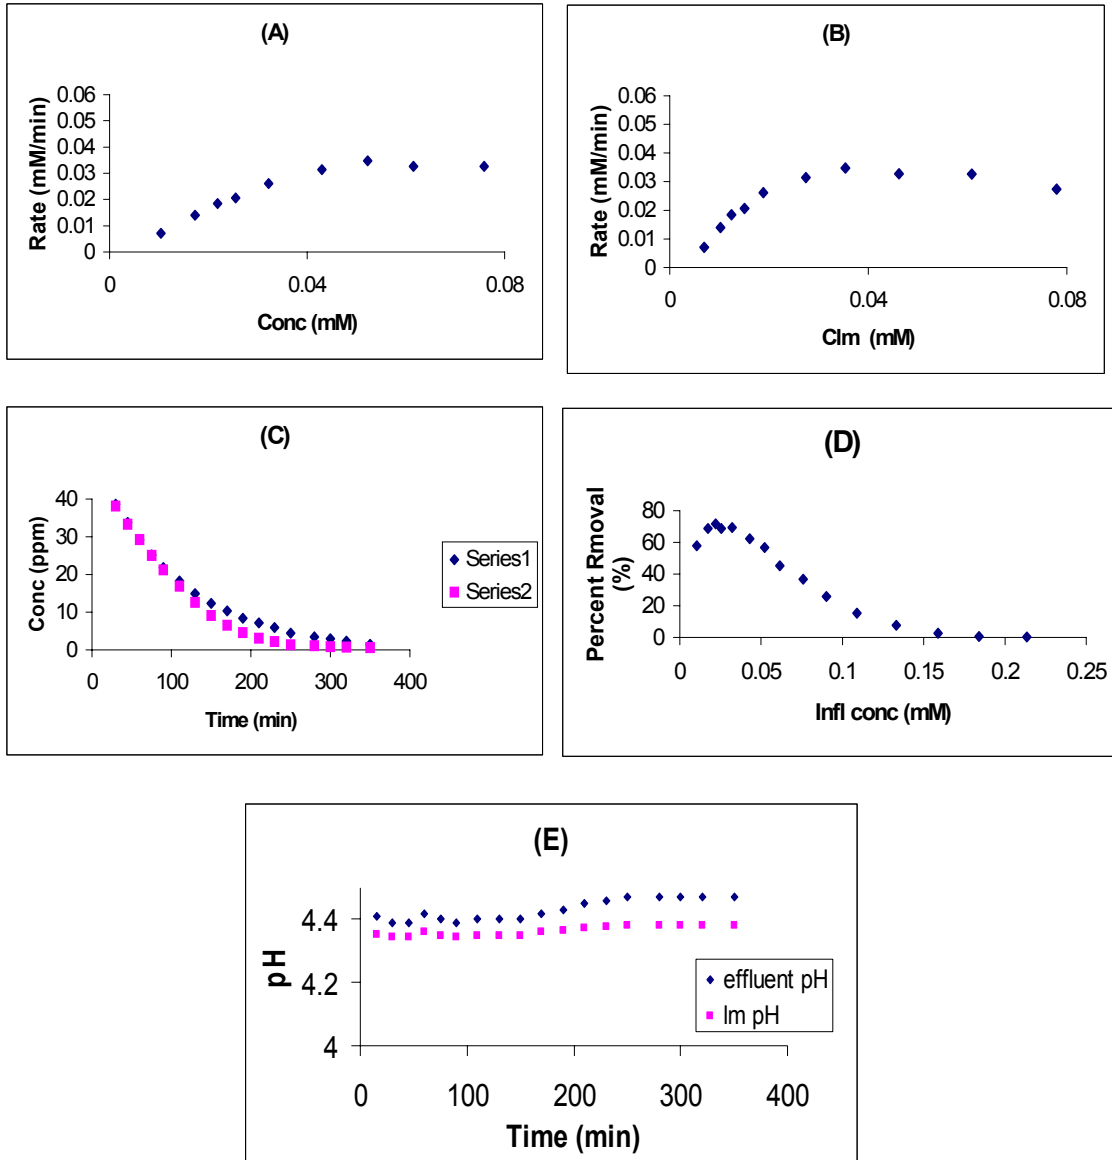 (A)
Rate (mM/min)
0.06
0.05
0.04
0.03
0.02
0.01
0
0 0.04 0.08
Conc (mM)
(B)
Rate (mM/min)
0.06
0.05
0.04
0.03
0.02
0.01
0
0 0.04 0.08
Clm (mM)
(C)
Conc (ppm)
40
30
20
10
0
0 100 200 300 400
Time (min)
Series1
Series2
(D)
Percent Rmoval
(%)
80
60
40
20
0
0 0.05 0.1 0.15 0.2 0.25
Infl conc (mM)
(E)
pH
4.4
4.2
4
0 100 200 300 400
Time (min)
effluent pH
lm pH